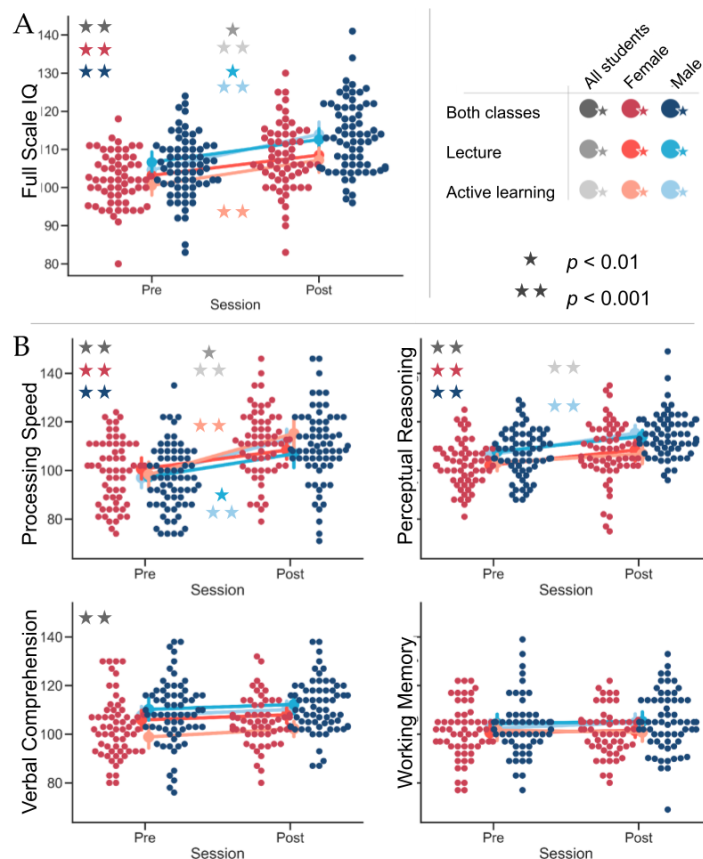 A
Full Scale IQ
140
130
120
110
100
90
80
Pre
Post
Session
All students
Female
Male
Both classes
Lecture
Active learning
p < 0.01
p < 0.001
B
Processing Speed
140
120
100
80
Pre
Post
Session
Perceptual Reasoning
Pre
Post
Session
Verbal Comprehension
140
120
100
80
Pre
Post
Session
Working Memory
Pre
Post
Session